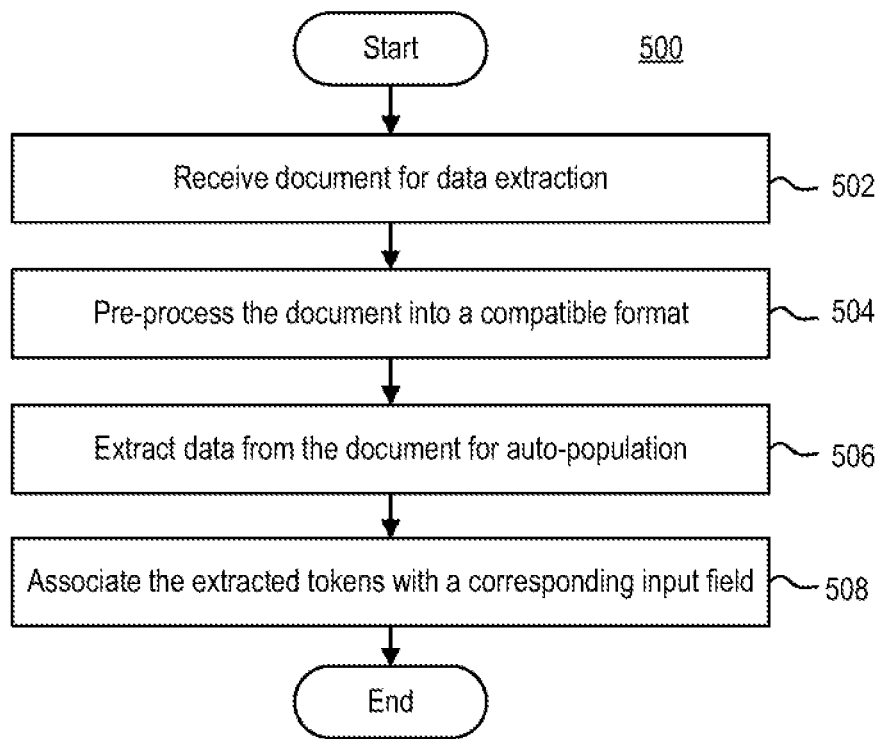 Start
500
Receive document for data extraction
502
Pre-process the document into a compatible format
504
Extract data from the document for auto-population
506
Associate the extracted tokens with a corresponding input field
508
End